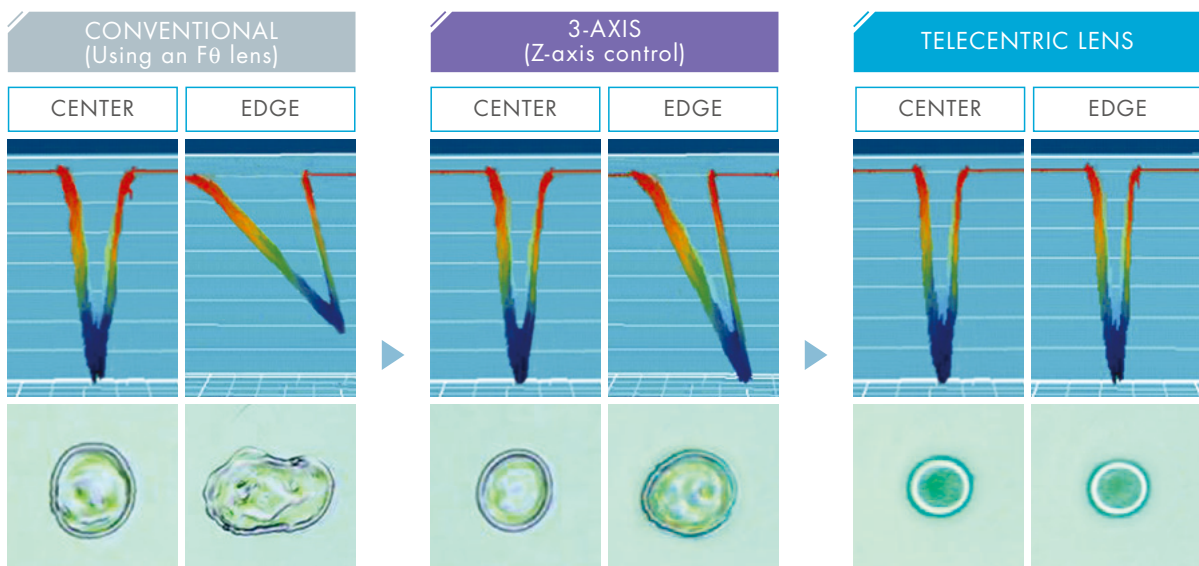 CONVENTIONAL
(Using an Fθ lens)
CENTER
EDGE
3-AXIS
(Z-axis control)
CENTER
EDGE
TELECENTRIC LENS
CENTER
EDGE